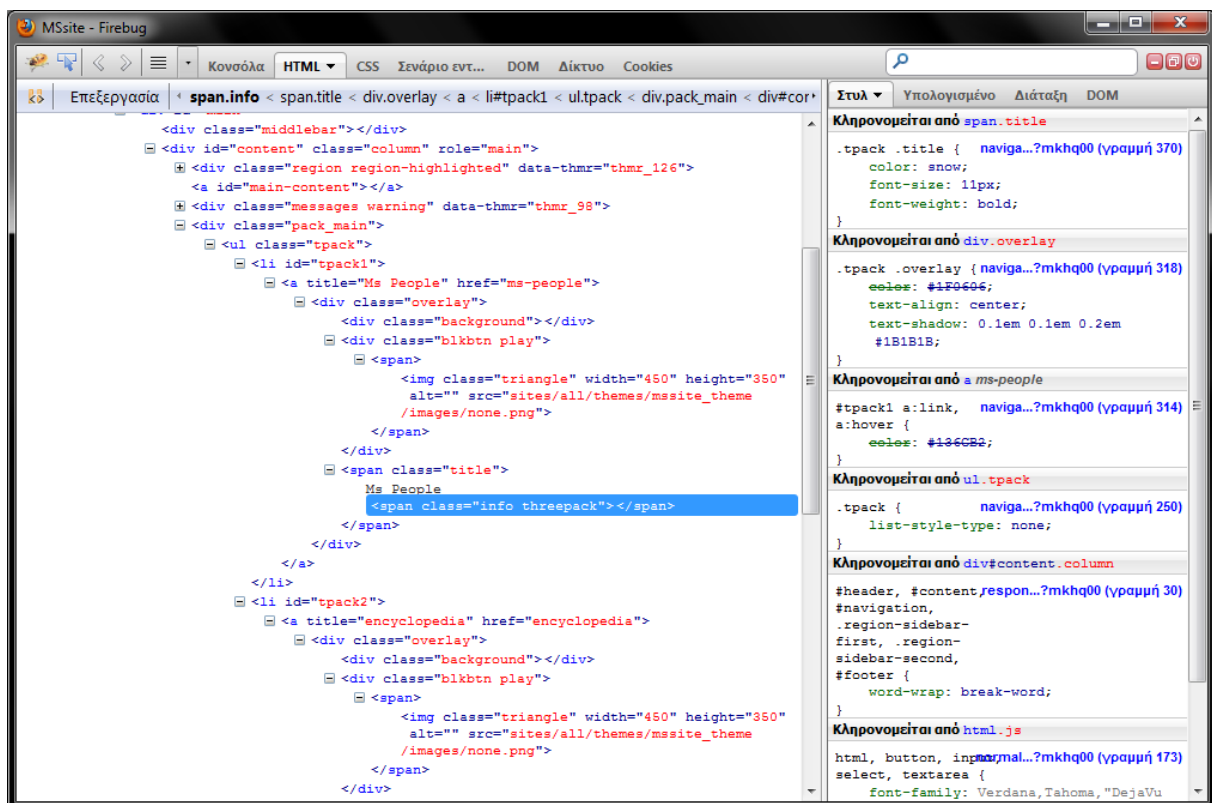 MSsite - Firebug
Κονσόλα HTML CSS Σενάριο εντ... DOM Δίκτυο Cookies
Επεξεργασία span.info < span.title < div.overlay < a < li#tpack1 < ul.tpack < div.pack_main < div#cor
<div class="middlebar"></div>
<div id="content" class="column" role="main">
<div class="region region-highlighted" data-thmr="thmr_126">
<a id="main-content"></a>
<div class="messages warning" data-thmr="thmr_98">
<div class="pack_main">
<ul class="tpack">
<li id="tpack1">
<a title="Ms People" href="ms-people">
<div class="overlay">
<div class="background"></div>
<div class="blkbtn play">
<span>
<img class="triangle" width="450" height="350"
alt="" src="sites/all/themes/mssite_theme
/images/none.png">
</span>
</div>
<span class="title">
Ms People
<span class="info threepack"></span>
</span>
</div>
</a>
</li>
<li id="tpack2">
<a title="encyclopedia" href="encyclopedia">
<div class="overlay">
<div class="background"></div>
<div class="blkbtn play">
<span>
<img class="triangle" width="450" height="350"
alt="" src="sites/all/themes/mssite_theme
/images/none.png">
</span>
</div>
Στυλ Υπολογισμένο Διάταξη DOM
Κληρονομείται από span.title
.tpack .title { naviga...?mkhq00 (γραμμή 370)
color: snow;
font-size: 11px;
font-weight: bold;
}
Κληρονομείται από div.overlay
.tpack .overlay { naviga...?mkhq00 (γραμμή 318)
color: #1F0606;
text-align: center;
text-shadow: 0.1em 0.1em 0.2em
#1B1B1B;
}
Κληρονομείται από a ms-people
#tpack1 a:link, naviga...?mkhq00 (γραμμή 314)
a:hover {
color: #136CB2;
}
Κληρονομείται από ul.tpack
.tpack { naviga...?mkhq00 (γραμμή 250)
list-style-type: none;
}
Κληρονομείται από div#content.column
#header, #content, respon...?mkhq00 (γραμμή 30)
#navigation,
.region-sidebar-
first, .region-
sidebar-second,
#footer {
word-wrap: break-word;
}
Κληρονομείται από html.js
html, button, input, normal...?mkhq00 (γραμμή 173)
select, textarea {
font-family: Verdana,Tahoma,"DejaVu